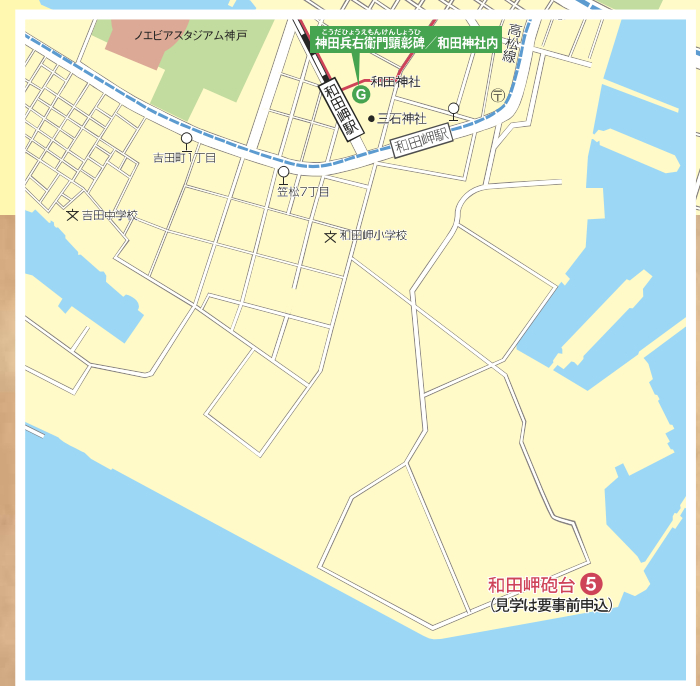 ノエビアスタジアム神戸
こうだひょうえもんけんしょうひ
神田兵右衛門顕彰碑／和田神社内
高松線
和田神社
G
和田岬駅
三石神社
〒
和田岬駅
吉田町1丁目
笠松7丁目
吉田中学校
和田岬小学校
和田岬砲台 5
(見学は要事前申込)